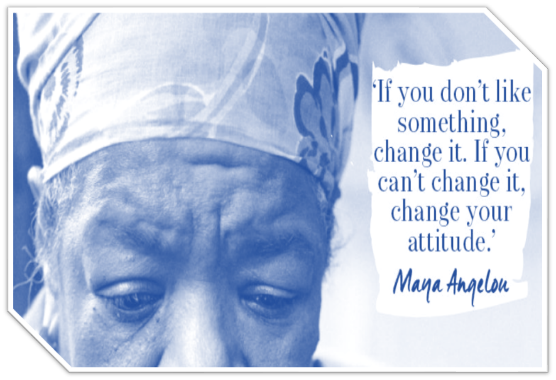 ‘If you don’t like
something,
change it. If you
can’t change it,
change your
attitude.’
Maya Angelou